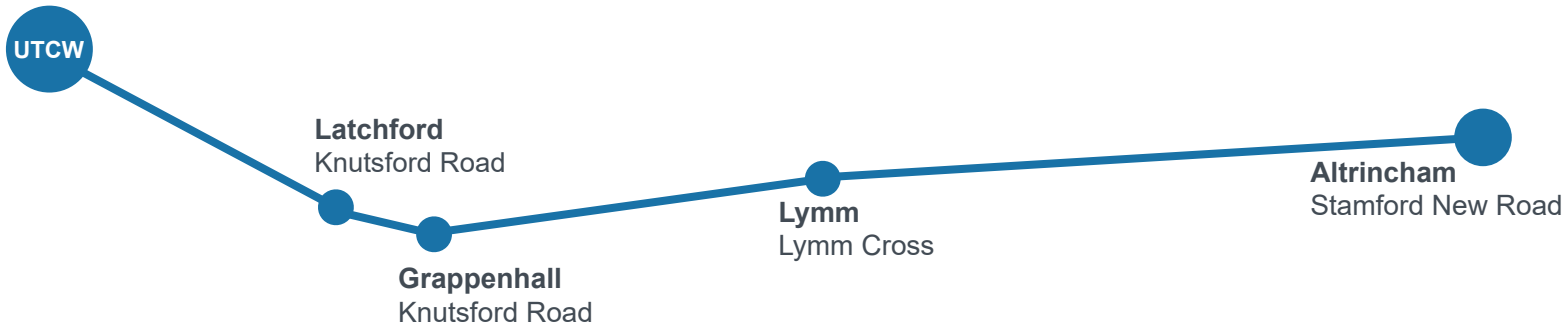 UTCW
Latchford
Knutsford Road
Grappenhall
Knutsford Road
Lymm
Lymm Cross
Altrincham
Stamford New Road